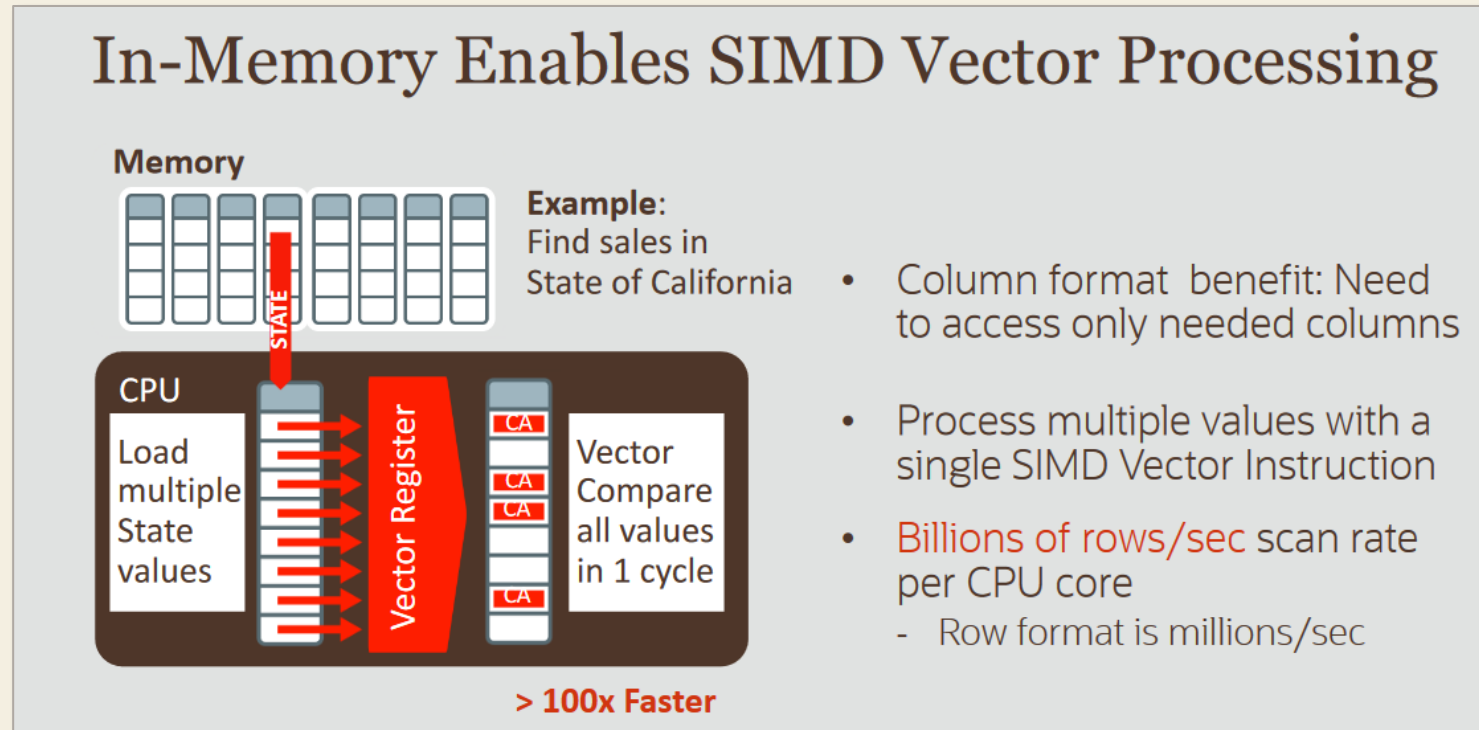 In-Memory Enables SIMD Vector Processing
Memory
Example:
Find sales in
State of California
STATE
CPU
Load
multiple
State
values
Vector Register
CA
CA
CA
CA
Vector
Compare
all values
in 1 cycle
> 100x Faster
• Column format benefit: Need
to access only needed columns
• Process multiple values with a
single SIMD Vector Instruction
• Billions of rows/sec scan rate
per CPU core
- Row format is millions/sec